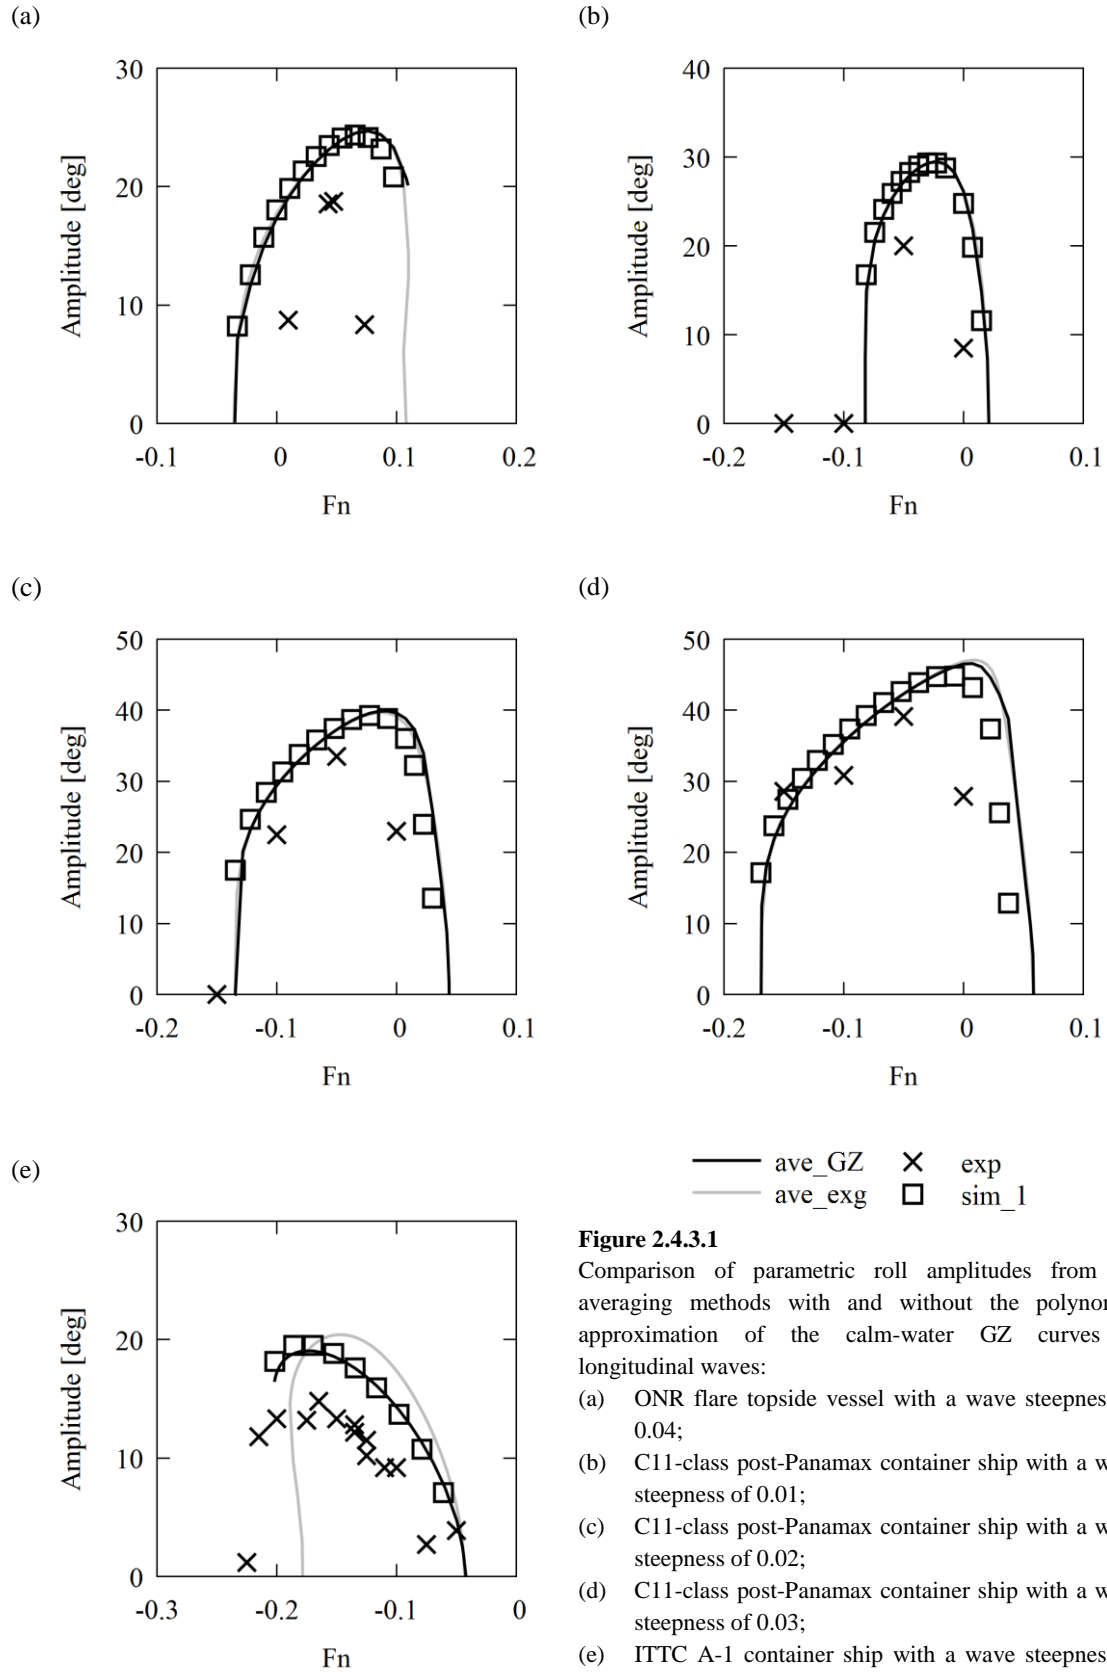 (a)
30
20
10
0
-0.1
0
0.1
0.2
Amplitude [deg]
Fn
(b)
40
30
20
10
0
-0.2
-0.1
0
0.1
Amplitude [deg]
Fn
(c)
50
40
30
20
10
0
-0.2
-0.1
0
0.1
Amplitude [deg]
Fn
(d)
50
40
30
20
10
0
-0.2
-0.1
0
0.1
Amplitude [deg]
Fn
(e)
30
20
10
0
-0.3
-0.2
-0.1
0
Amplitude [deg]
Fn
ave_GZ exp
ave_exg sim_1
Figure 2.4.3.1
Comparison of parametric roll amplitudes from
averaging methods with and without the
approximation of the calm-water GZ curves
longitudinal waves:
(a) ONR flare topside vessel with a wave
0.04;
(b) C11-class post-Panamax container ship with a
steepness of 0.01;
(c) C11-class post-Panamax container ship with a
steepness of 0.02;
(d) C11-class post-Panamax container ship with a
steepness of 0.03;
(e) ITTC A-1 container ship with a wave